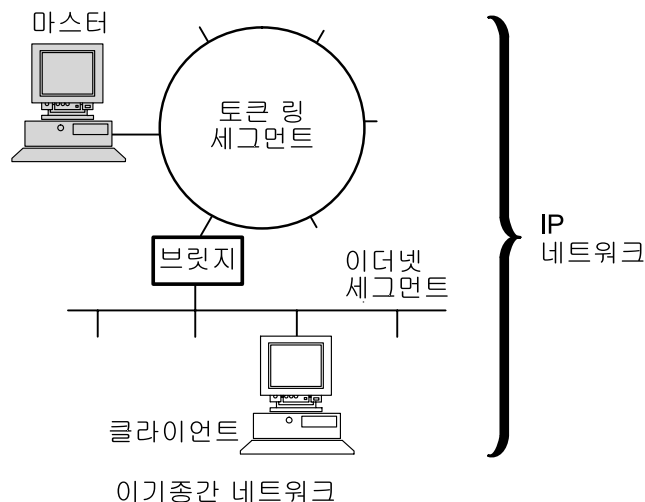 마스터
토큰 링
세그먼트
브릿지
이더넷
세그먼트
IP
네트워크
클라이언트
이기종간 네트워크